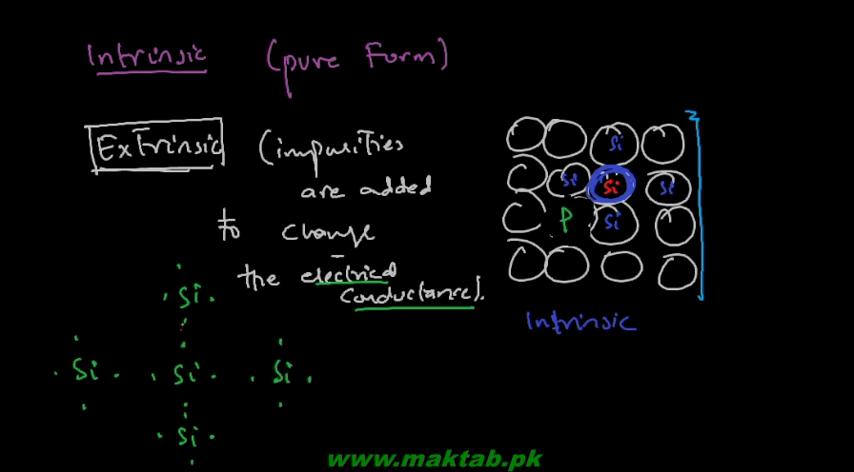 Intrinsic (pure Form)
Extrinsic (impurities
are added
to change
the electrical
conductance).
Si
Si Si Si
P Si
Intrinsic
Si
Si Si Si
Si
www.maktab.pk